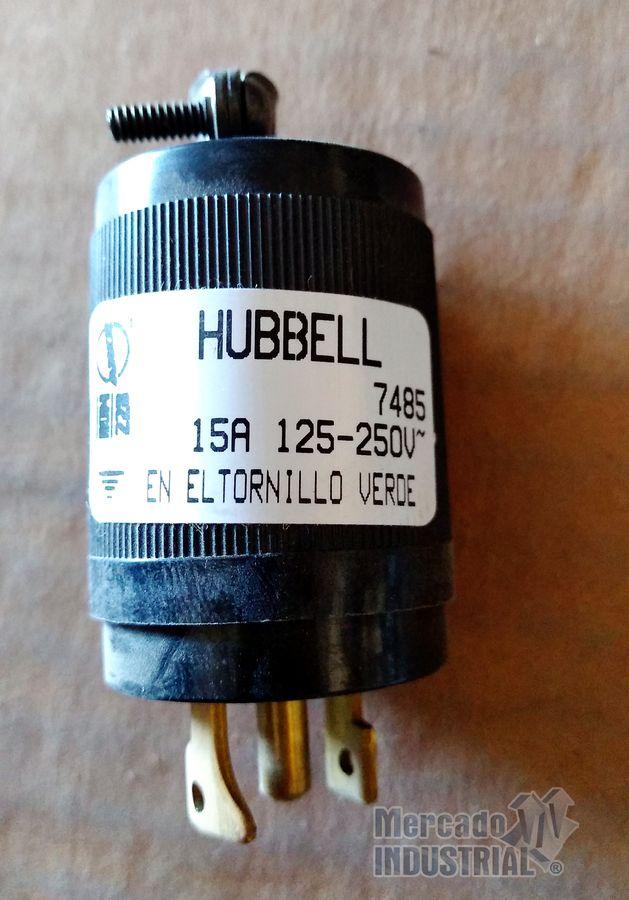 HUBBELL
7485
15A 125-250V~
EN ELTORNILLO VERDE
Mercado
INDUSTRIAL®